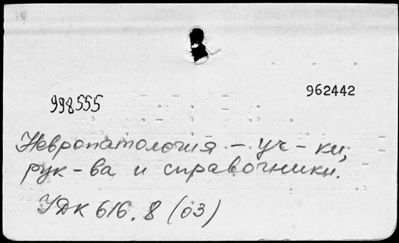 998555
962442
Невропатология – уч-ки,
рук-ва и справочники.
УДК 616.8 (03)